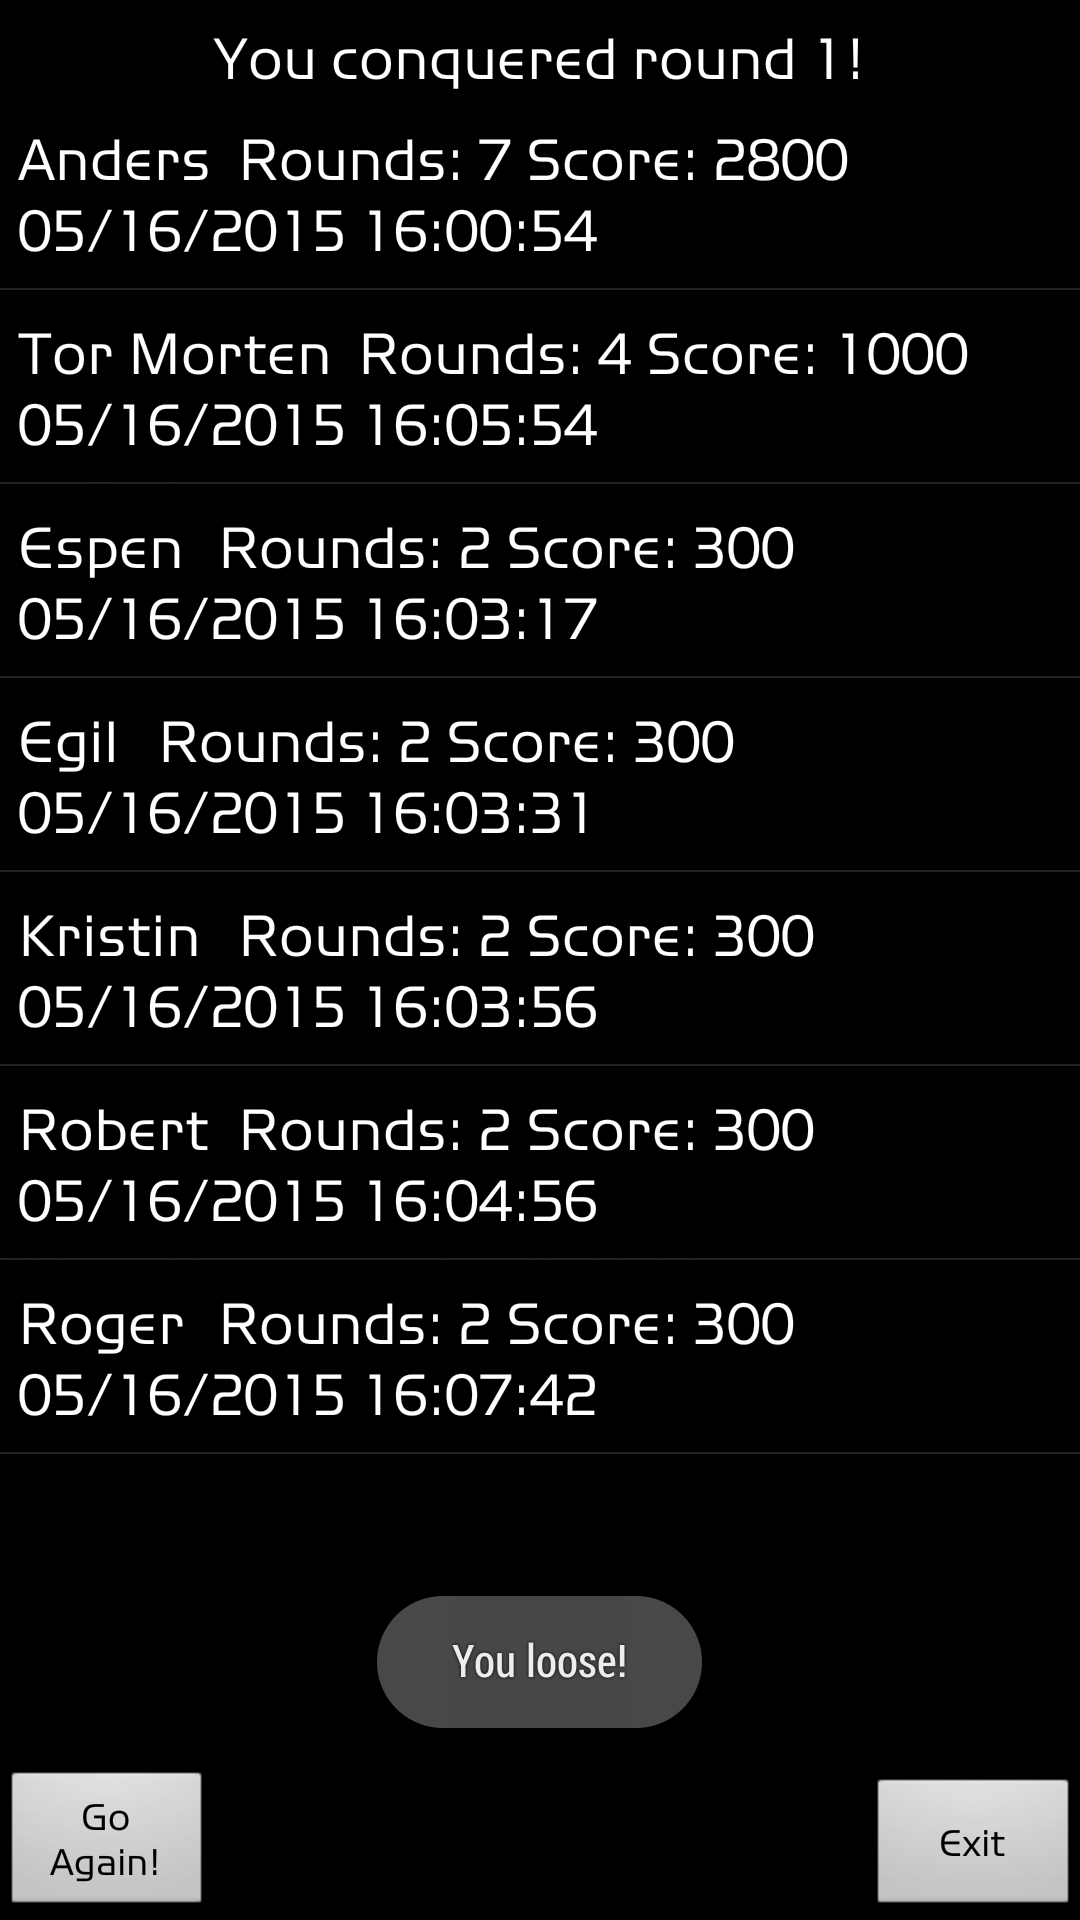 You conquered round 1!
Anders  Rounds: 7 Score: 2800
05/16/2015 16:00:54
Tor Morten  Rounds: 4 Score: 1000
05/16/2015 16:05:54
Espen  Rounds: 2 Score: 300
05/16/2015 16:03:17
Egil  Rounds: 2 Score: 300
05/16/2015 16:03:31
Kristin  Rounds: 2 Score: 300
05/16/2015 16:03:56
Robert  Rounds: 2 Score: 300
05/16/2015 16:04:56
Roger  Rounds: 2 Score: 300
05/16/2015 16:07:42
You loose!
Go
Again!
Exit